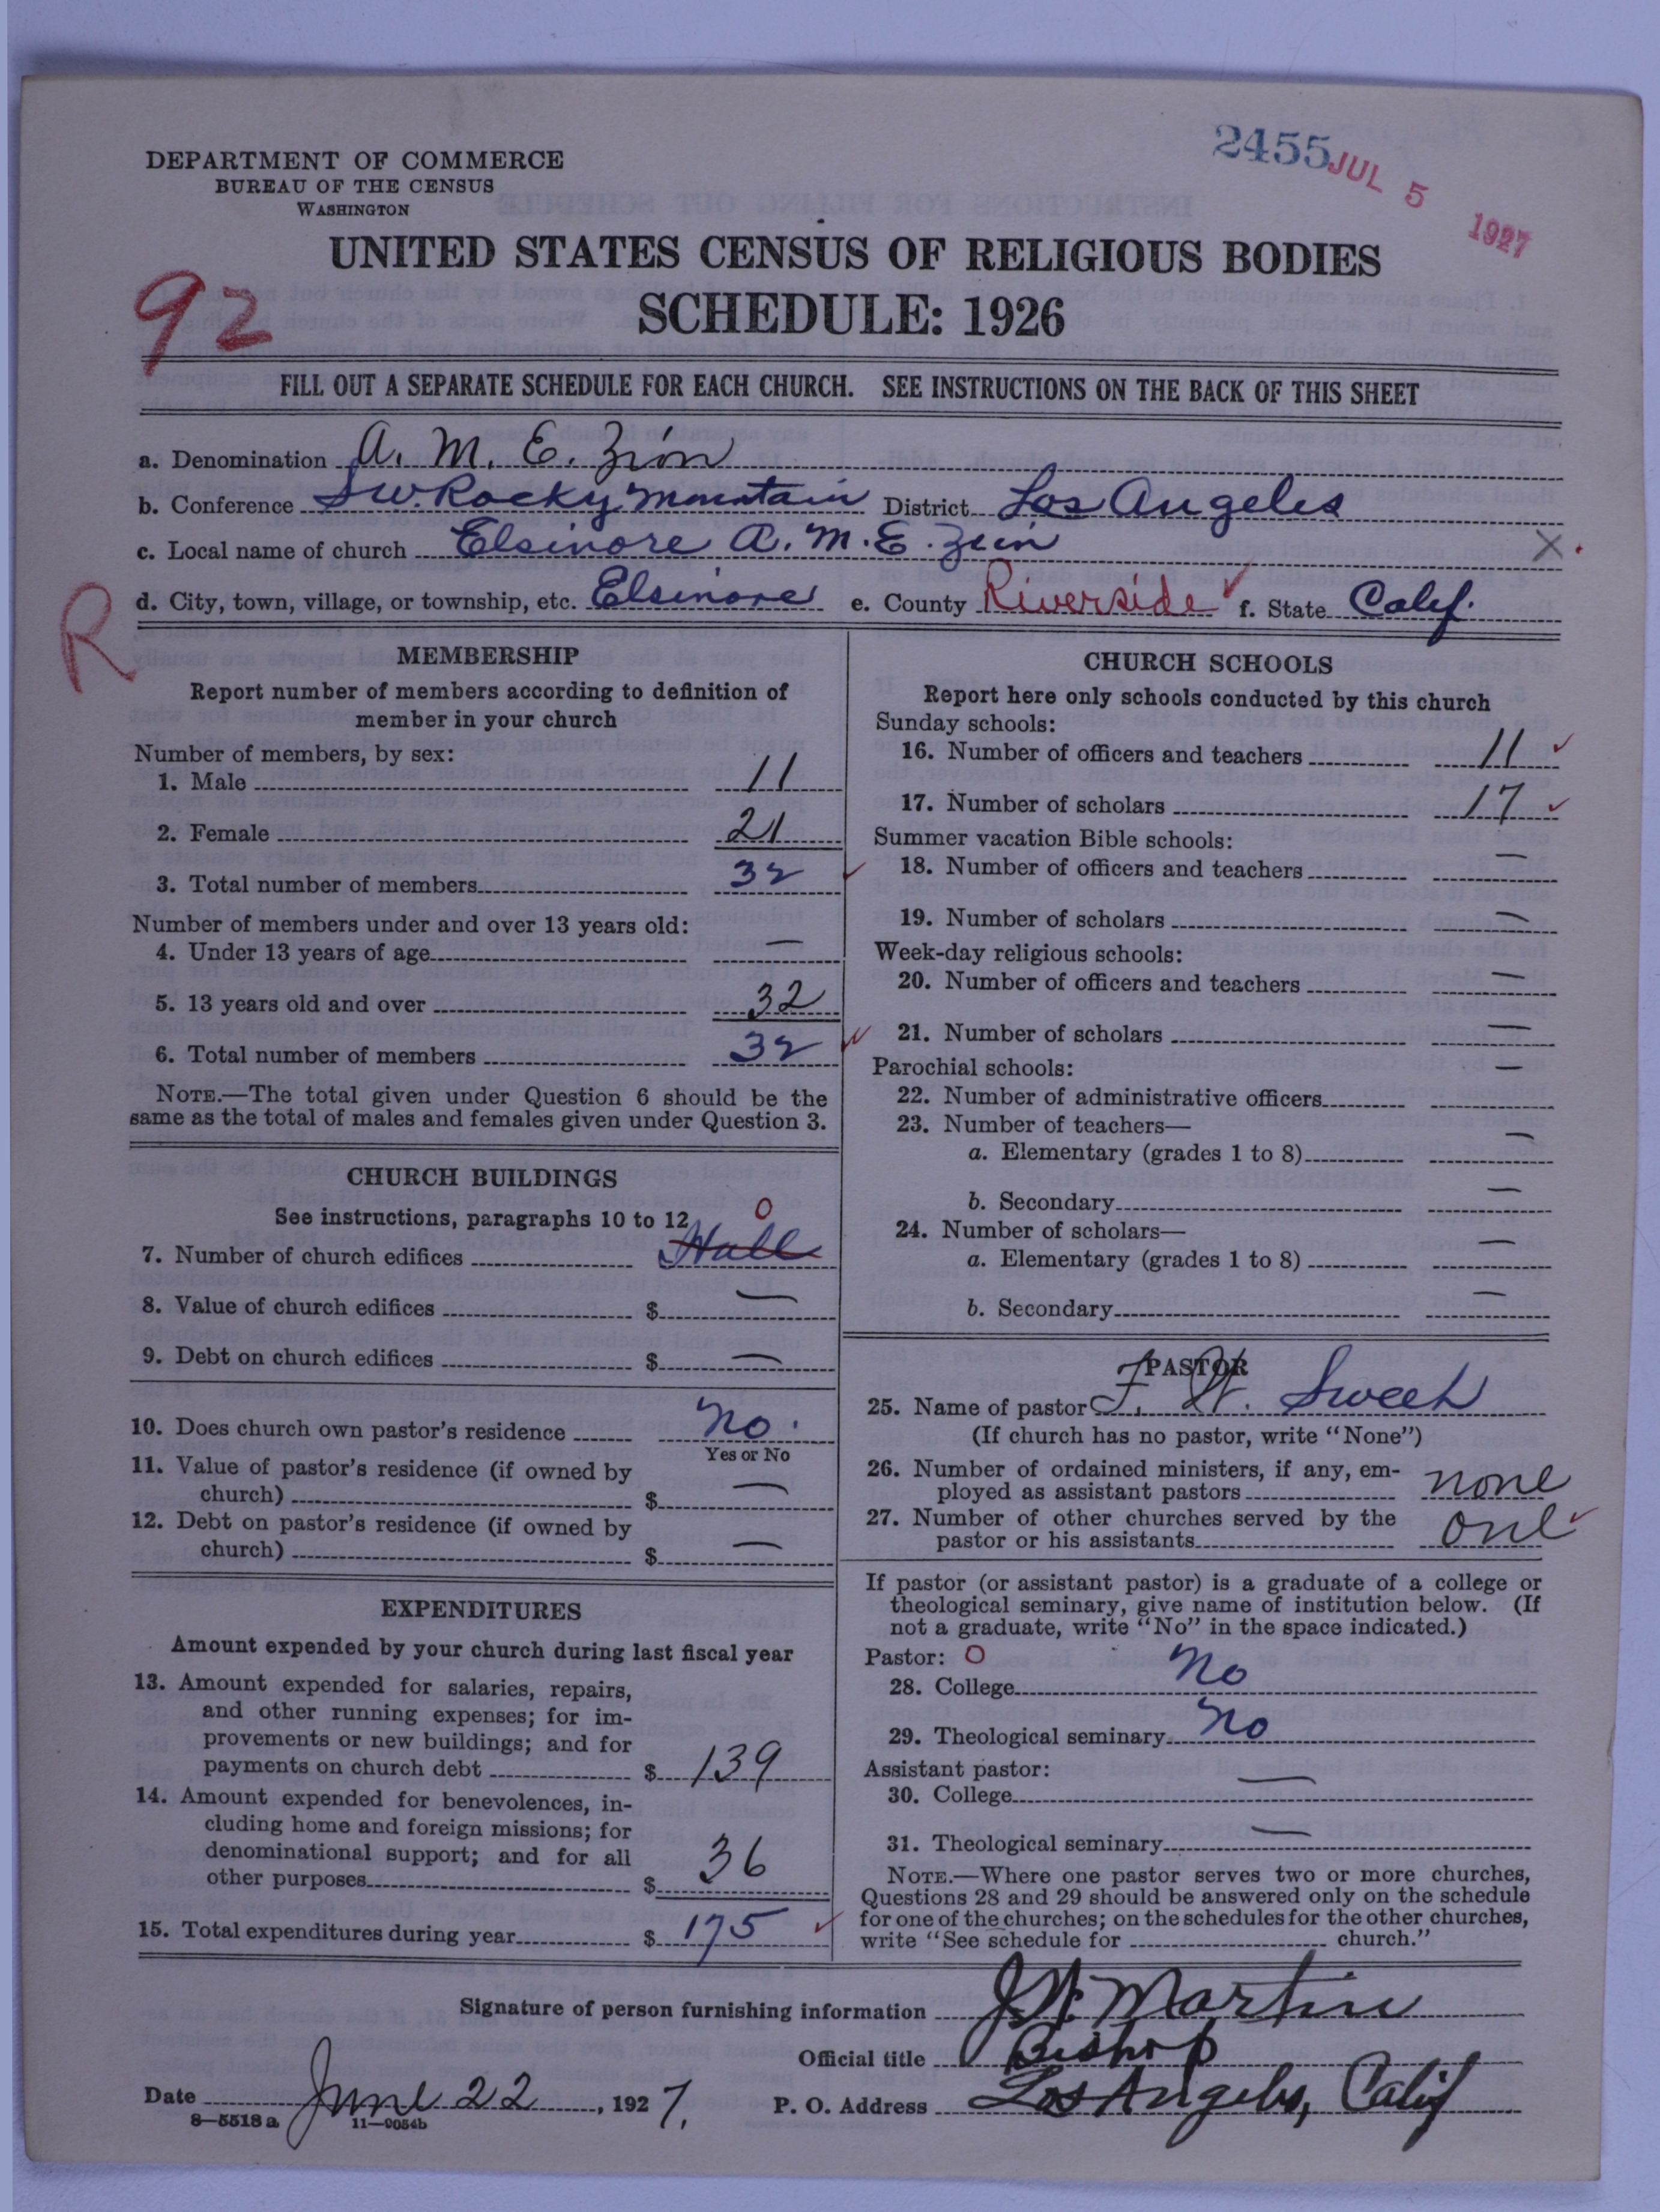 2455 JUL 5 1927
DEPARTMENT OF COMMERCE
BUREAU OF THE CENSUS
WASHINGTON
UNITED STATES CENSUS OF RELIGIOUS BODIES
92
SCHEDULE: 1926
FILL OUT A SEPARATE SCHEDULE FOR EACH CHURCH. SEE INSTRUCTIONS ON THE BACK OF THIS SHEET
a. Denomination A. M. E. Zion
b. Conference S.W. Rocky Mountain District Los Angeles
c. Local name of church Elsinore A. M. E. Zion X
d. City, town, village, or township, etc. Elsinore e. County Riverside f. State Calif.
R
MEMBERSHIP
Report number of members according to definition of
member in your church
Number of members, by sex:
1. Male 11
2. Female 21
3. Total number of members 32
Number of members under and over 13 years old:
4. Under 13 years of age —
5. 13 years old and over 32
6. Total number of members 32
NOTE.—The total given under Question 6 should be the
same as the total of males and females given under Question 3.
CHURCH BUILDINGS
See instructions, paragraphs 10 to 12
0
7. Number of church edifices Hall
8. Value of church edifices $ —
9. Debt on church edifices $ —
10. Does church own pastor's residence No.
Yes or No
11. Value of pastor's residence (if owned by
church) $ —
12. Debt on pastor's residence (if owned by
church) $ —
EXPENDITURES
Amount expended by your church during last fiscal year
13. Amount expended for salaries, repairs,
and other running expenses; for im-
provements or new buildings; and for
payments on church debt $ 139
14. Amount expended for benevolences, in-
cluding home and foreign missions; for
denominational support; and for all
other purposes $ 36
15. Total expenditures during year $ 175
CHURCH SCHOOLS
Report here only schools conducted by this church
Sunday schools:
16. Number of officers and teachers 11
17. Number of scholars 17
Summer vacation Bible schools:
18. Number of officers and teachers —
19. Number of scholars —
Week-day religious schools:
20. Number of officers and teachers —
21. Number of scholars —
Parochial schools:
22. Number of administrative officers —
23. Number of teachers—
a. Elementary (grades 1 to 8) —
b. Secondary —
24. Number of scholars—
a. Elementary (grades 1 to 8) —
b. Secondary —
PASTOR
25. Name of pastor F. W. Sweet
(If church has no pastor, write "None")
26. Number of ordained ministers, if any, em-
ployed as assistant pastors none
27. Number of other churches served by the
pastor or his assistants one
If pastor (or assistant pastor) is a graduate of a college or
theological seminary, give name of institution below. (If
not a graduate, write "No" in the space indicated.)
Pastor: 0
28. College No
29. Theological seminary No
Assistant pastor:
30. College —
31. Theological seminary —
NOTE.—Where one pastor serves two or more churches,
Questions 28 and 29 should be answered only on the schedule
for one of the churches; on the schedules for the other churches,
write "See schedule for church."
Signature of person furnishing information J.W. Martin
Official title Bishop
Date June 22, 1927. P. O. Address Los Angeles, Calif
8—5518 a 11—9054b